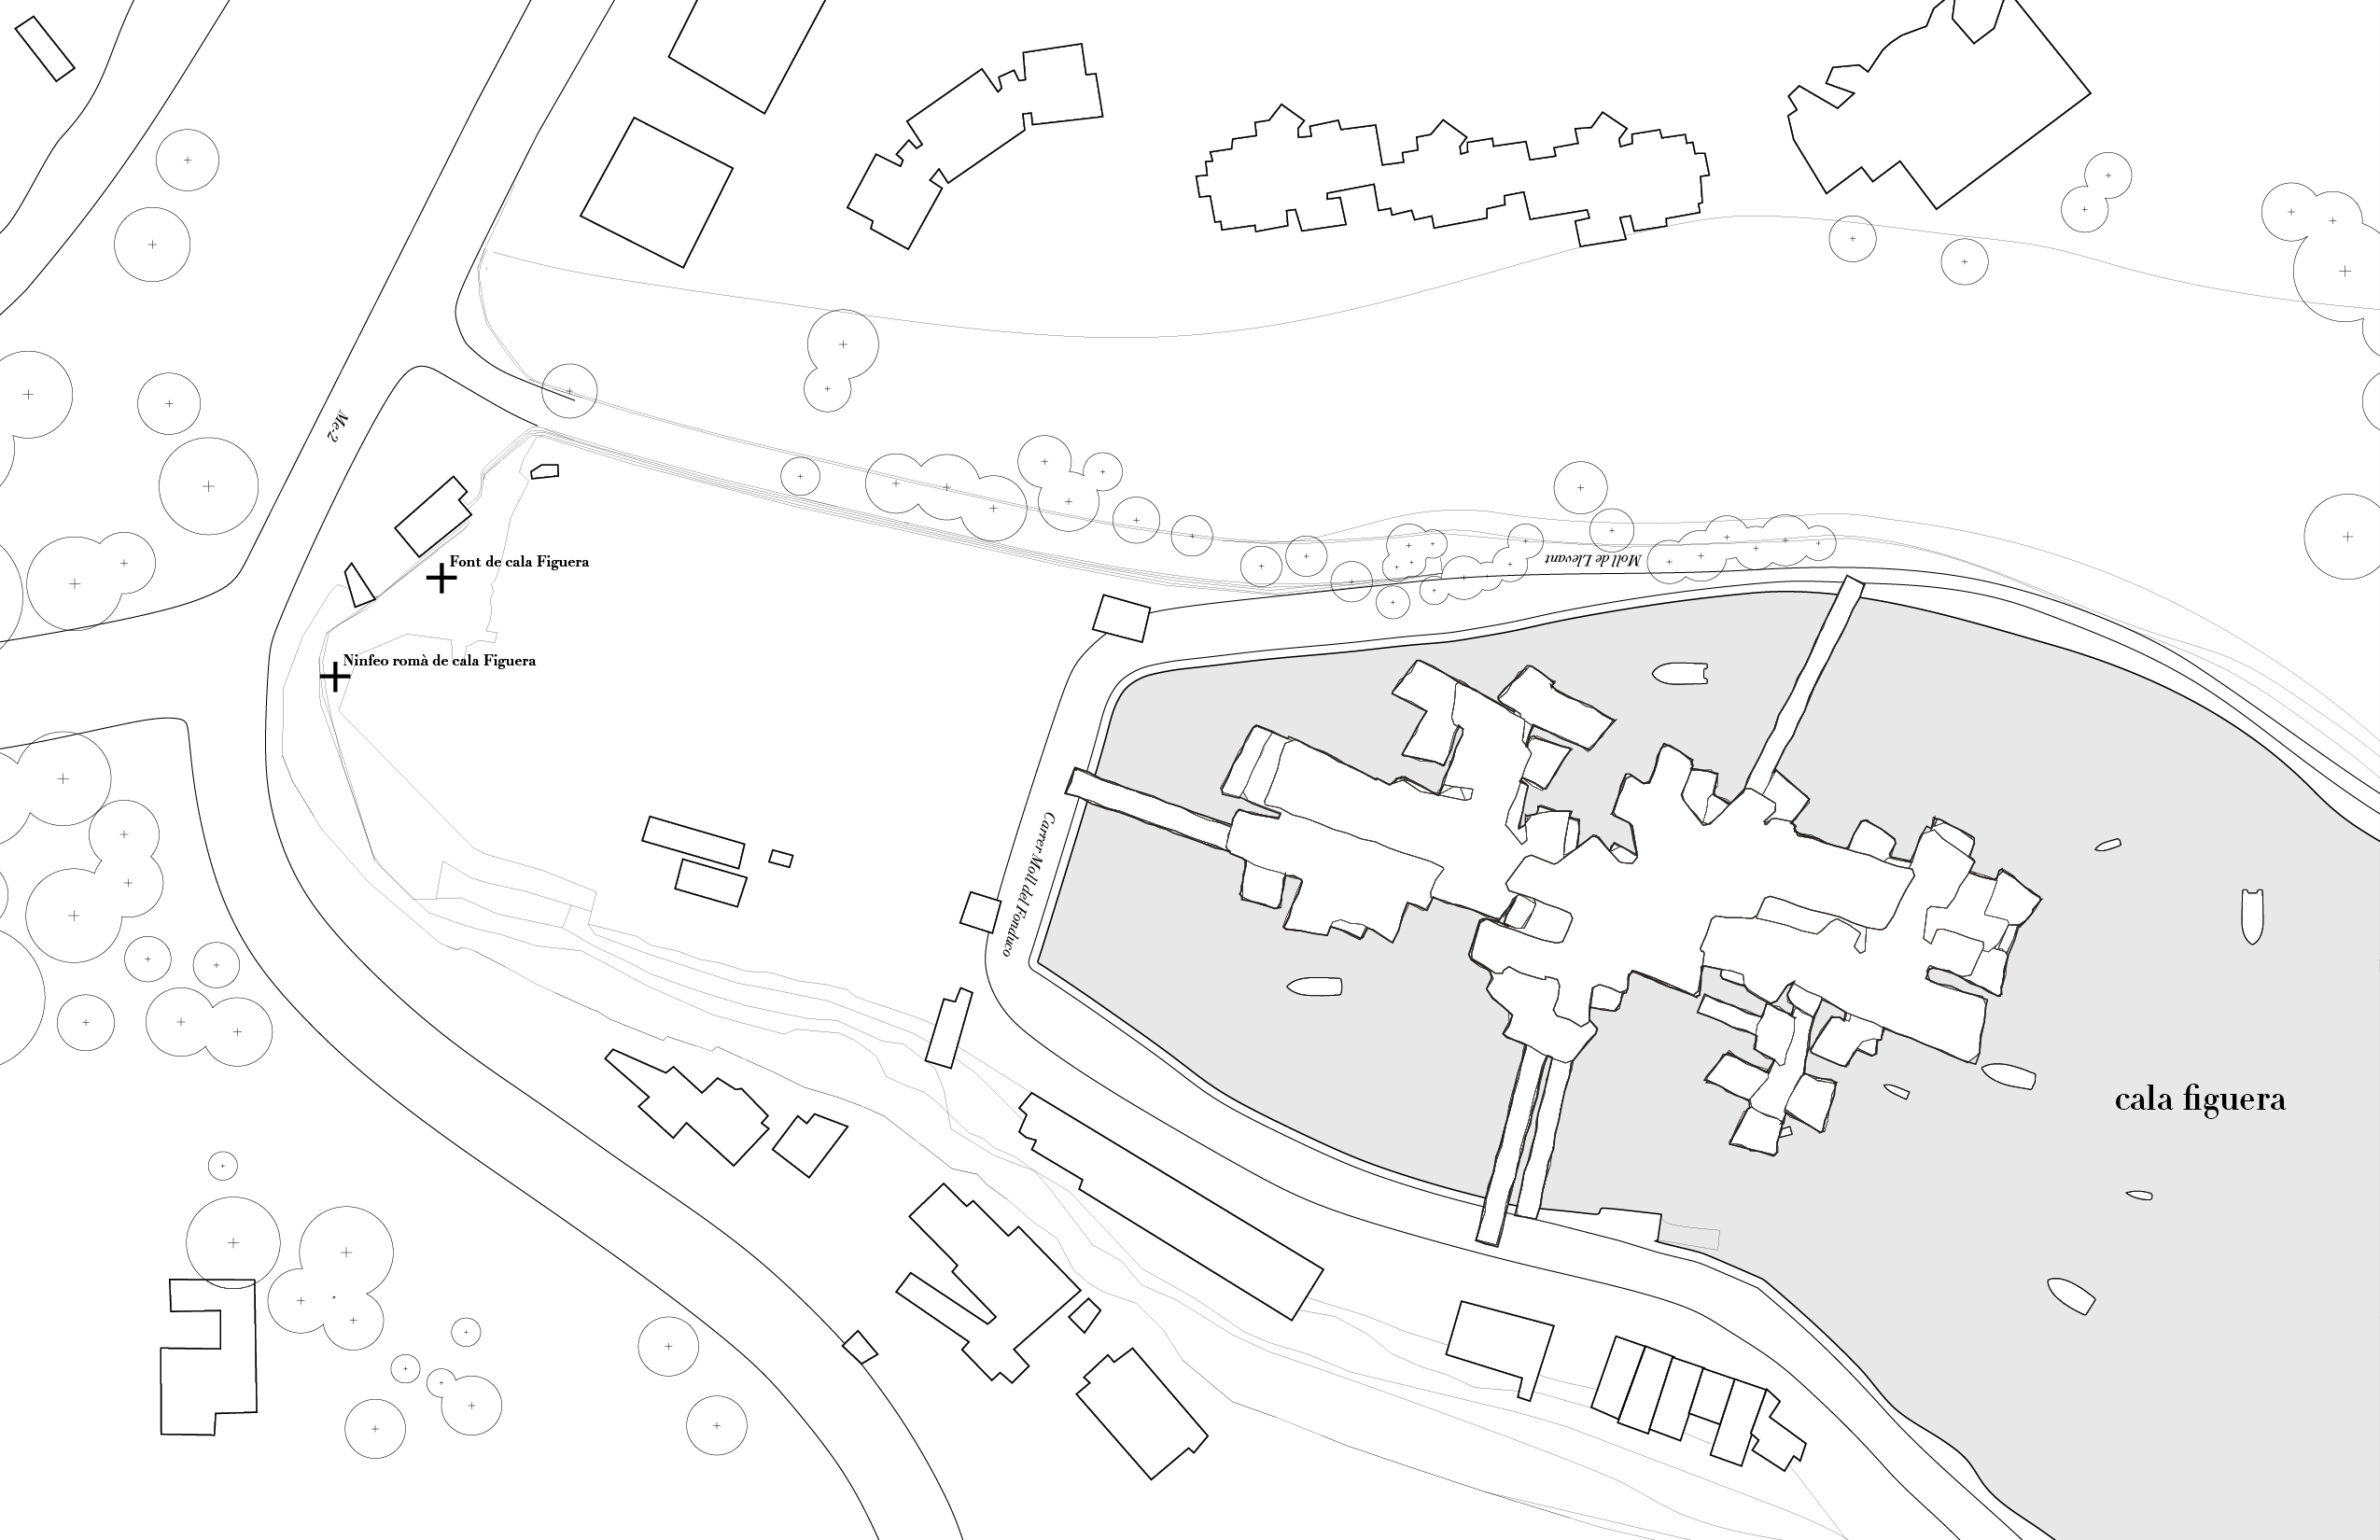 Me-2
Font de cala Figuera
Moll de Llevant
Ninfeo romà de cala Figuera
Carrer Moll del Fonduco
cala figuera